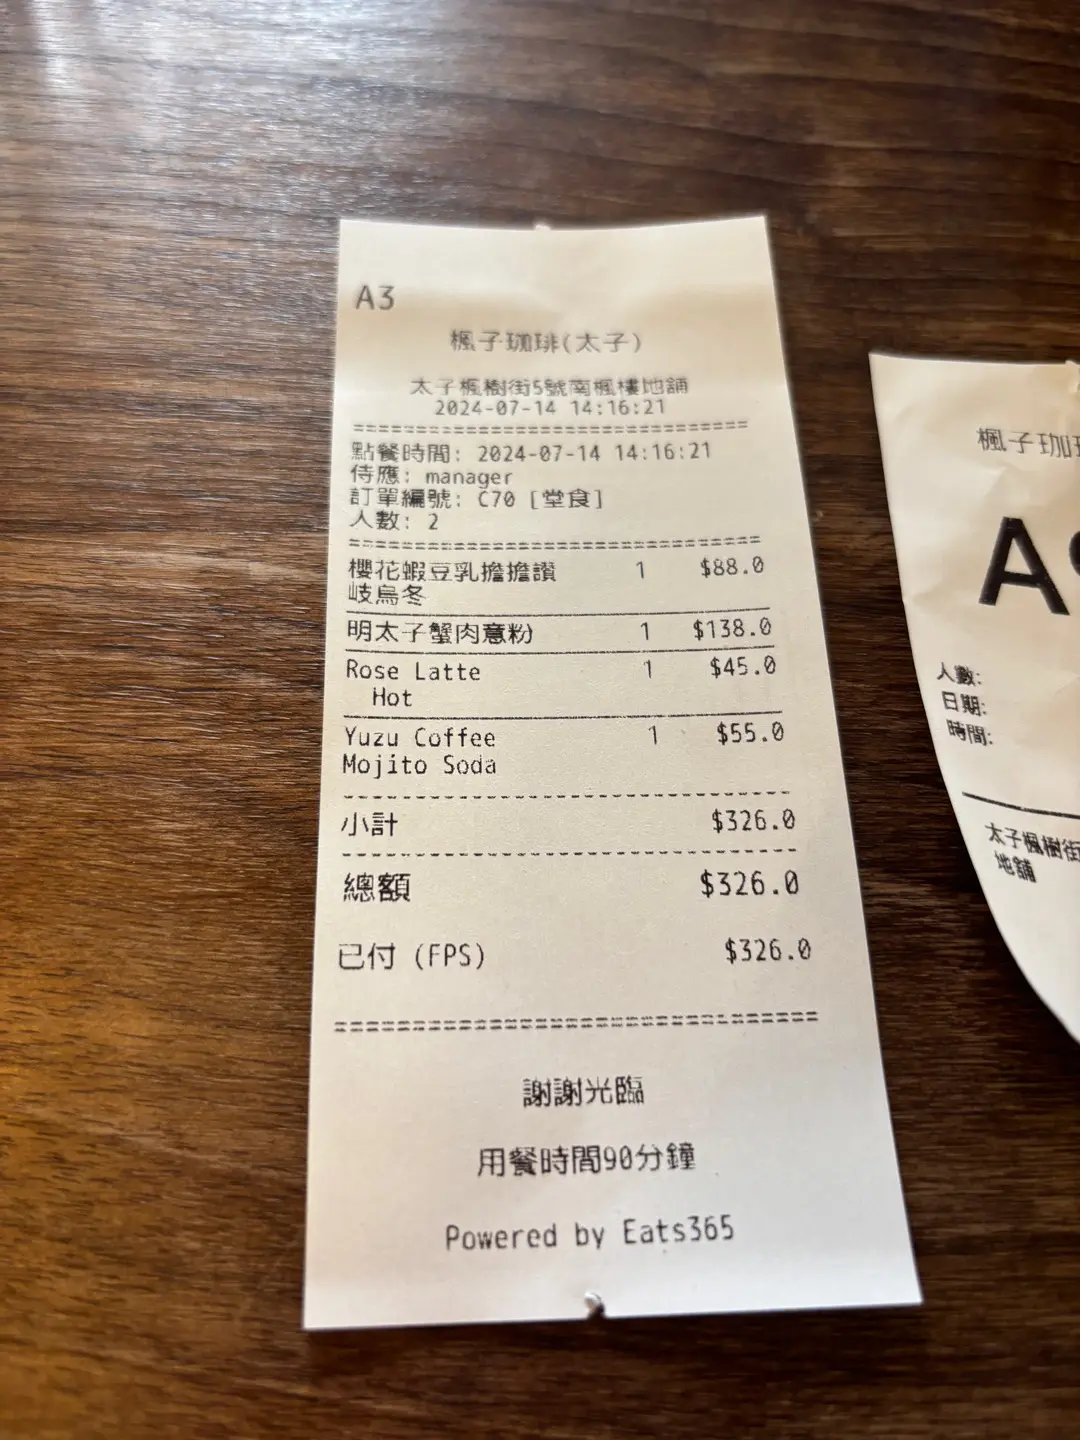 A3
楓子珈琲(太子)
太子楓樹街5號南楓樓地舖
2024-07-14 14:16:21
點餐時間: 2024-07-14 14:16:21
侍應: manager
訂單編號: C70 [堂食]
人數: 2
櫻花蝦豆乳擔擔讃 1 $88.0
岐烏冬
明太子蟹肉意粉 1 $138.0
Rose Latte 1 $45.0
Hot
Yuzu Coffee 1 $55.0
Mojito Soda
小計 $326.0
總額 $326.0
已付 (FPS) $326.0
謝謝光臨
用餐時間90分鐘
Powered by Eats365
楓子珈
A
人數:
日期:
時間:
太子楓樹街
地舖